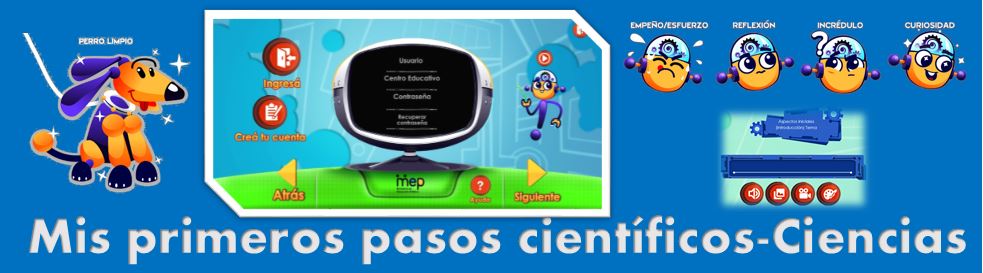 PERRO LIMPIO
Ingresá
Creá tu cuenta
Atrás
Usuario
Centro Educativo
Contraseña
Recuperar
contraseña
mep
Ayuda
Siguiente
EMPEÑO/ESFUERZO
REFLEXIÓN
INCRÉDULO
CURIOSIDAD
Aspectos iniciales
(Introducción) Tema
Mis primeros pasos científicos-Ciencias